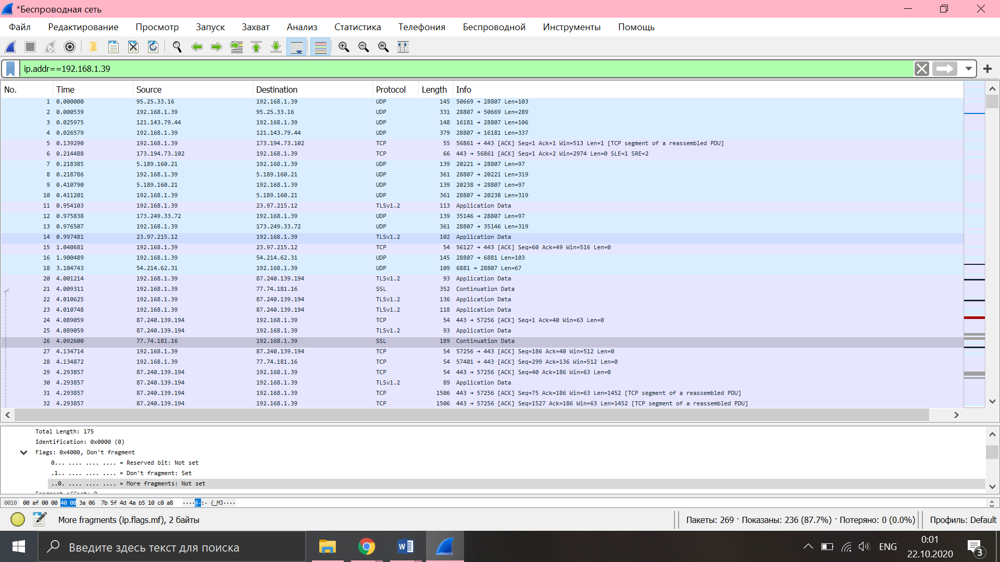 *Беспроводная сеть
Файл Редактирование Просмотр Запуск Захват Анализ Статистика Телефония Беспроводной Инструменты Помощь
ip.addr==192.168.1.39
No. Time Source Destination Protocol Length Info
1 0.000000 95.25.33.16 192.168.1.39 UDP 145 50669 → 28807 Len=103
2 0.000539 192.168.1.39 95.25.33.16 UDP 331 28807 → 50669 Len=289
3 0.025975 121.143.79.44 192.168.1.39 UDP 148 16181 → 28807 Len=106
4 0.026579 192.168.1.39 121.143.79.44 UDP 379 28807 → 16181 Len=337
5 0.139290 192.168.1.39 173.194.73.102 TCP 55 56861 → 443 [ACK] Seq=1 Ack=1 Win=513 Len=1 [TCP segment of a reassembled PDU]
6 0.214488 173.194.73.102 192.168.1.39 TCP 66 443 → 56861 [ACK] Seq=1 Ack=2 Win=2974 Len=0 SLE=1 SRE=2
7 0.218385 5.189.160.21 192.168.1.39 UDP 139 20221 → 28807 Len=97
8 0.218786 192.168.1.39 5.189.160.21 UDP 361 28807 → 20221 Len=319
9 0.410790 5.189.160.21 192.168.1.39 UDP 139 20238 → 28807 Len=97
10 0.411201 192.168.1.39 5.189.160.21 UDP 361 28807 → 20238 Len=319
11 0.954103 192.168.1.39 23.97.215.12 TLSv1.2 113 Application Data
12 0.975838 173.249.33.72 192.168.1.39 UDP 139 35146 → 28807 Len=97
13 0.976507 192.168.1.39 173.249.33.72 UDP 361 28807 → 35146 Len=319
14 0.997481 23.97.215.12 192.168.1.39 TLSv1.2 102 Application Data
15 1.040681 192.168.1.39 23.97.215.12 TCP 54 56127 → 443 [ACK] Seq=60 Ack=49 Win=516 Len=0
16 1.900489 192.168.1.39 54.214.62.31 UDP 145 28807 → 6881 Len=103
18 3.104743 54.214.62.31 192.168.1.39 UDP 109 6881 → 28807 Len=67
20 4.001214 192.168.1.39 87.240.139.194 TLSv1.2 93 Application Data
21 4.009311 192.168.1.39 77.74.181.16 SSL 352 Continuation Data
22 4.010625 192.168.1.39 87.240.139.194 TLSv1.2 136 Application Data
23 4.010748 192.168.1.39 87.240.139.194 TLSv1.2 118 Application Data
24 4.089059 87.240.139.194 192.168.1.39 TCP 54 443 → 57256 [ACK] Seq=1 Ack=40 Win=63 Len=0
25 4.089059 87.240.139.194 192.168.1.39 TLSv1.2 93 Application Data
26 4.092600 77.74.181.16 192.168.1.39 SSL 189 Continuation Data
27 4.134714 192.168.1.39 87.240.139.194 TCP 54 57256 → 443 [ACK] Seq=186 Ack=40 Win=512 Len=0
28 4.134872 192.168.1.39 77.74.181.16 TCP 54 57401 → 443 [ACK] Seq=299 Ack=136 Win=512 Len=0
29 4.293857 87.240.139.194 192.168.1.39 TCP 54 443 → 57256 [ACK] Seq=40 Ack=186 Win=63 Len=0
30 4.293857 87.240.139.194 192.168.1.39 TLSv1.2 89 Application Data
31 4.293857 87.240.139.194 192.168.1.39 TCP 1506 443 → 57256 [ACK] Seq=75 Ack=186 Win=63 Len=1452 [TCP segment of a reassembled PDU]
32 4.293857 87.240.139.194 192.168.1.39 TCP 1506 443 → 57256 [ACK] Seq=1527 Ack=186 Win=63 Len=1452 [TCP segment of a reassembled PDU]
Total Length: 175
Identification: 0x0000 (0)
Flags: 0x4000, Don't fragment
0... .... .... .... = Reserved bit: Not set
.1.. .... .... .... = Don't fragment: Set
..0. .... .... .... = More fragments: Not set
0010 00 af 00 00 40 00 3a 06 7b 5f 4d 4a b5 10 c0 a8 ····@·:· {_MJ····
More fragments (ip.flags.mf), 2 байты
Пакеты: 269 · Показаны: 236 (87.7%) · Потеряно: 0 (0.0%)
Профиль: Default
Введите здесь текст для поиска
ENG
0:01
22.10.2020
3